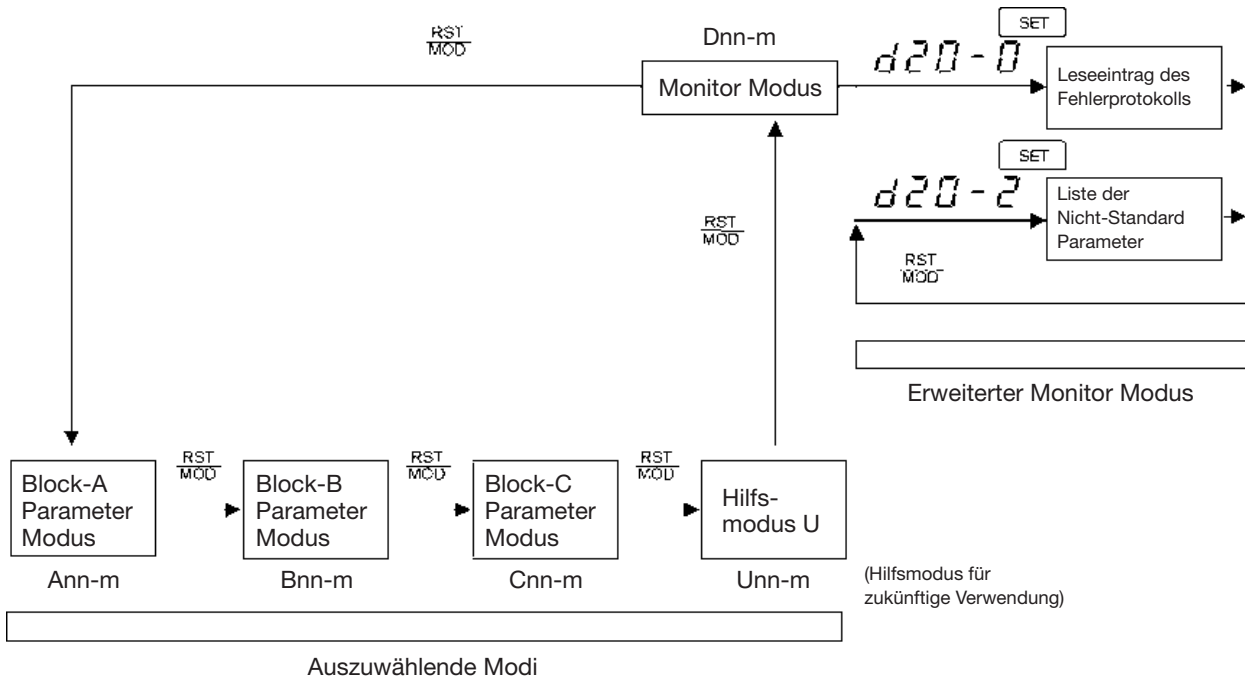 RST
MOD
Dnn-m
Monitor Modus
d20-0
SET
Leseeintrag des
Fehlerprotokolls
SET
d20-2
Liste der
Nicht-Standard
Parameter
RST
MOD
RST
MOD
Erweiterter Monitor Modus
Block-A
Parameter
Modus
RST
MOD
Block-B
Parameter
Modus
RST
MOD
Block-C
Parameter
Modus
RST
MOD
Hilfs-
modus U
Ann-m
Bnn-m
Cnn-m
Unn-m
(Hilfsmodus für
zukünftige Verwendung)
Auszuwählende Modi